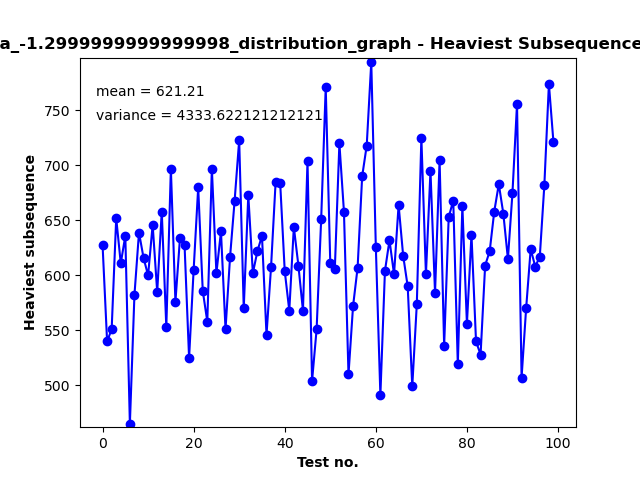 a_-1.2999999999999998_distribution_graph - Heaviest Subsequence
mean = 621.21
variance = 4333.622121212121
750
700
650
600
550
500
Heaviest subsequence
0 20 40 60 80 100
Test no.